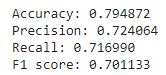 Accuracy: 0.794872
Precision: 0.724064
Recall: 0.716990
F1 score: 0.701133